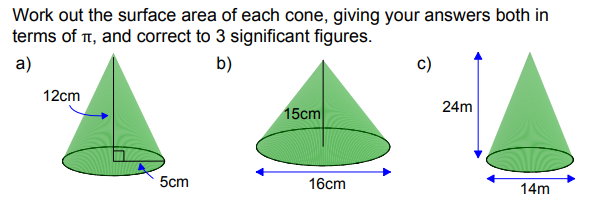 Work out the surface area of each cone, giving your answers both in
terms of π, and correct to 3 significant figures.
a)
b)
c)
12cm
5cm
15cm
16cm
24m
14m